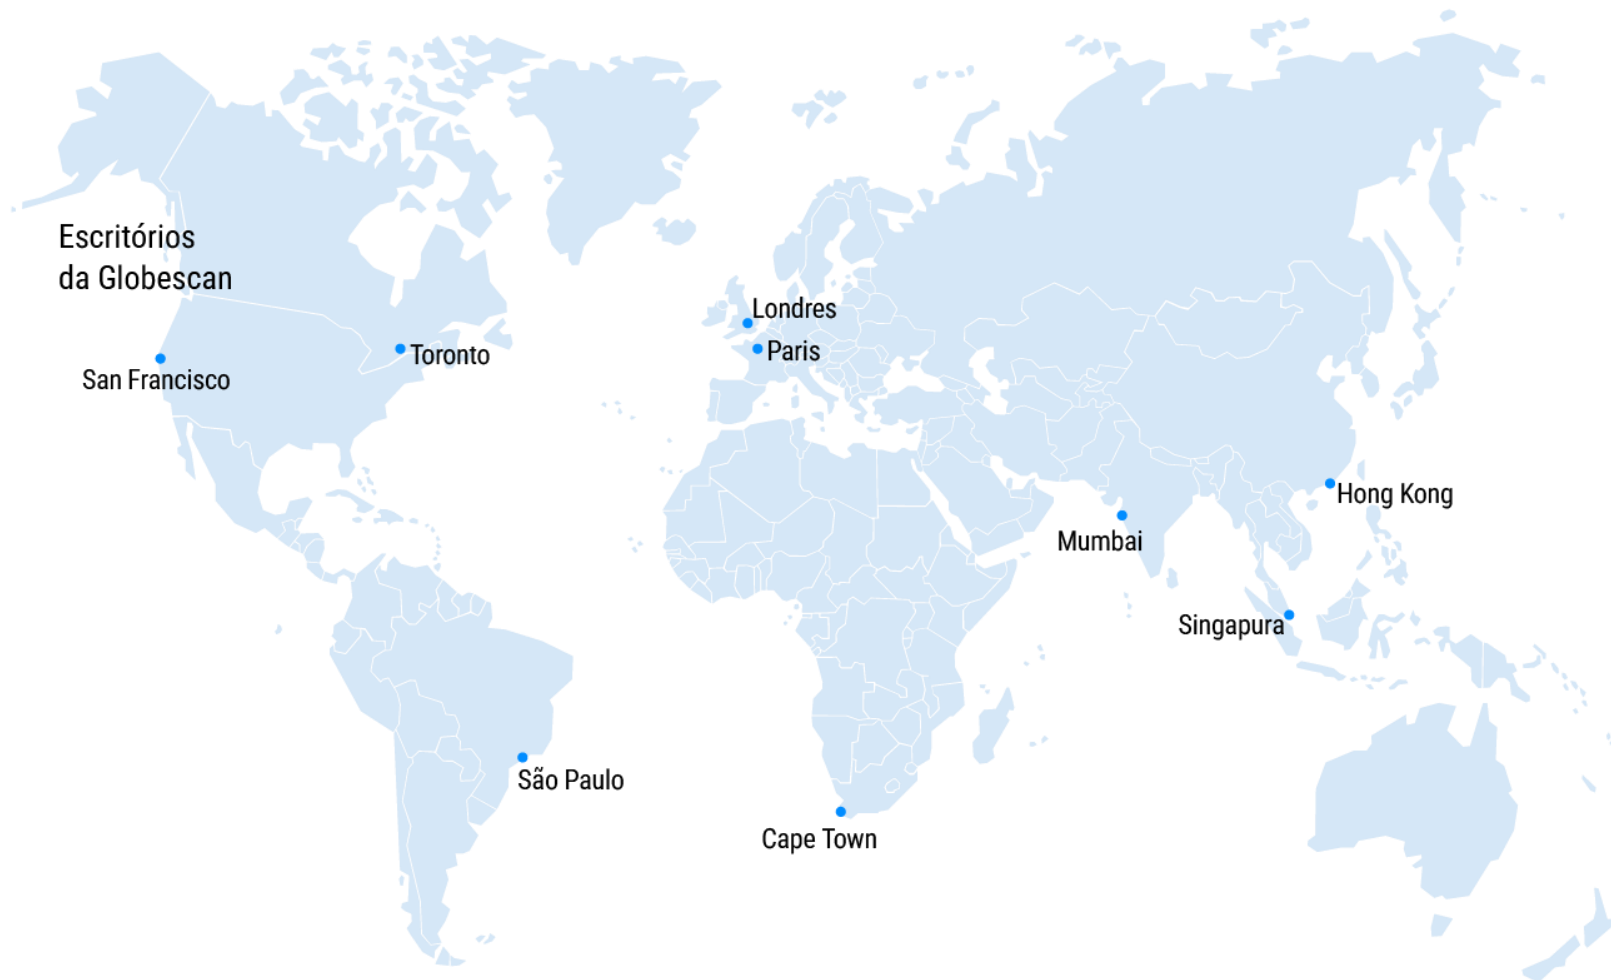 Escritórios
da Globescan
Londres
Paris
Toronto
San Francisco
Hong Kong
Mumbai
Singapura
São Paulo
Cape Town